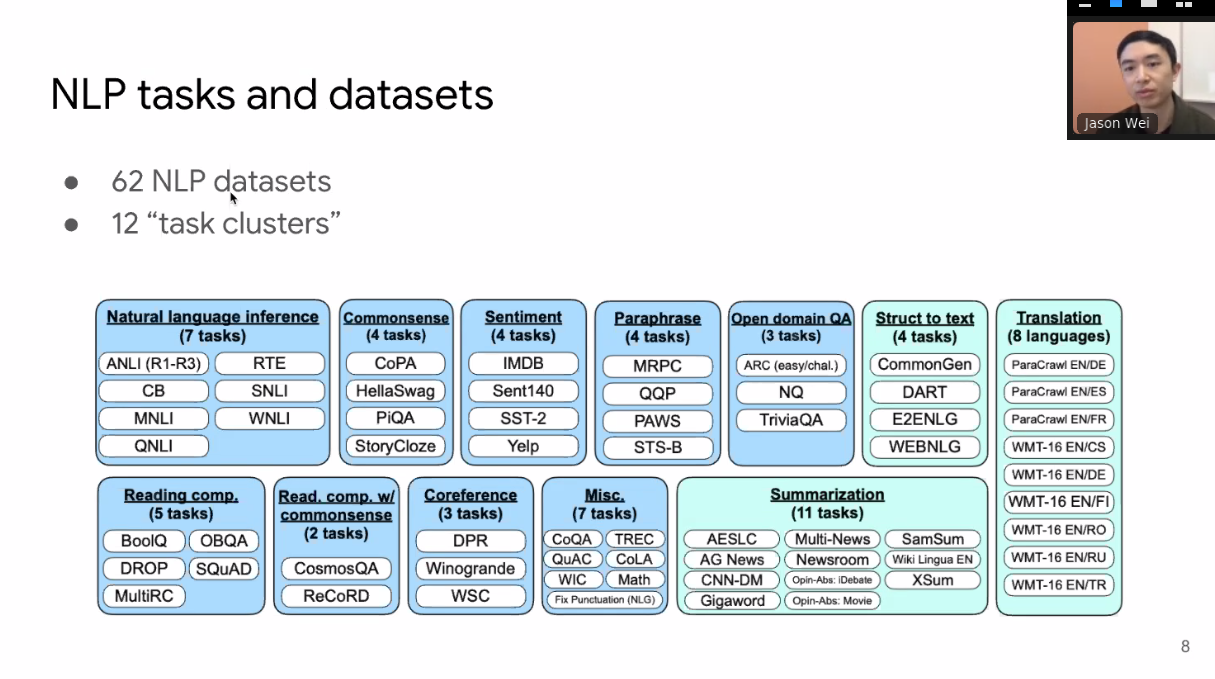 NLP tasks and datasets
Jason Wei
● 62 NLP datasets
● 12 “task clusters”
Natural language inference
(7 tasks)
ANLI (R1-R3) RTE
CB SNLI
MNLI WNLI
QNLI
Commonsense
(4 tasks)
CoPA
HellaSwag
PiQA
StoryCloze
Sentiment
(4 tasks)
IMDB
Sent140
SST-2
Yelp
Paraphrase
(4 tasks)
MRPC
QQP
PAWS
STS-B
Open domain QA
(3 tasks)
ARC (easy/chal.)
NQ
TriviaQA
Struct to text
(4 tasks)
CommonGen
DART
E2ENLG
WEBNLG
Translation
(8 languages)
ParaCrawl EN/DE
ParaCrawl EN/ES
ParaCrawl EN/FR
WMT-16 EN/CS
WMT-16 EN/DE
WMT-16 EN/FI
WMT-16 EN/RO
WMT-16 EN/RU
WMT-16 EN/TR
Reading comp.
(5 tasks)
BoolQ OBQA
DROP SQuAD
MultiRC
Read. comp. w/
commonsense
(2 tasks)
CosmosQA
ReCoRD
Coreference
(3 tasks)
DPR
Winogrande
WSC
Misc.
(7 tasks)
CoQA TREC
QuAC CoLA
WIC Math
Fix Punctuation (NLG)
Summarization
(11 tasks)
AESLC Multi-News SamSum
AG News Newsroom Wiki Lingua EN
CNN-DM Opin-Abs: iDebate XSum
Gigaword Opin-Abs: Movie
8